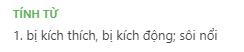 TÍNH TỪ
1. bị kích thích, bị kích động; sôi nổi